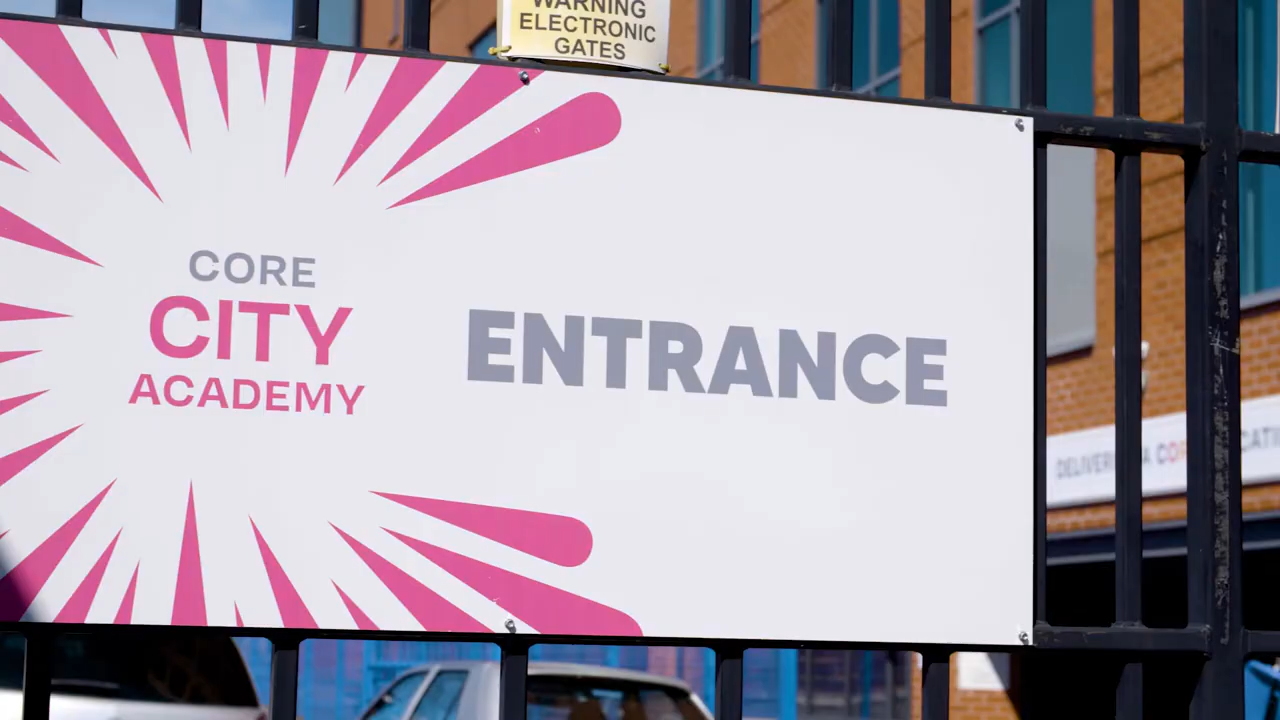 WARNING
ELECTRONIC
GATES
CORE
CITY
ACADEMY
ENTRANCE